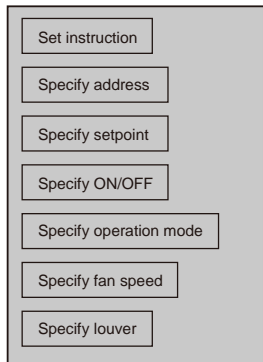 Set instruction
Specify address
Specify setpoint
Specify ON/OFF
Specify operation mode
Specify fan speed
Specify louver